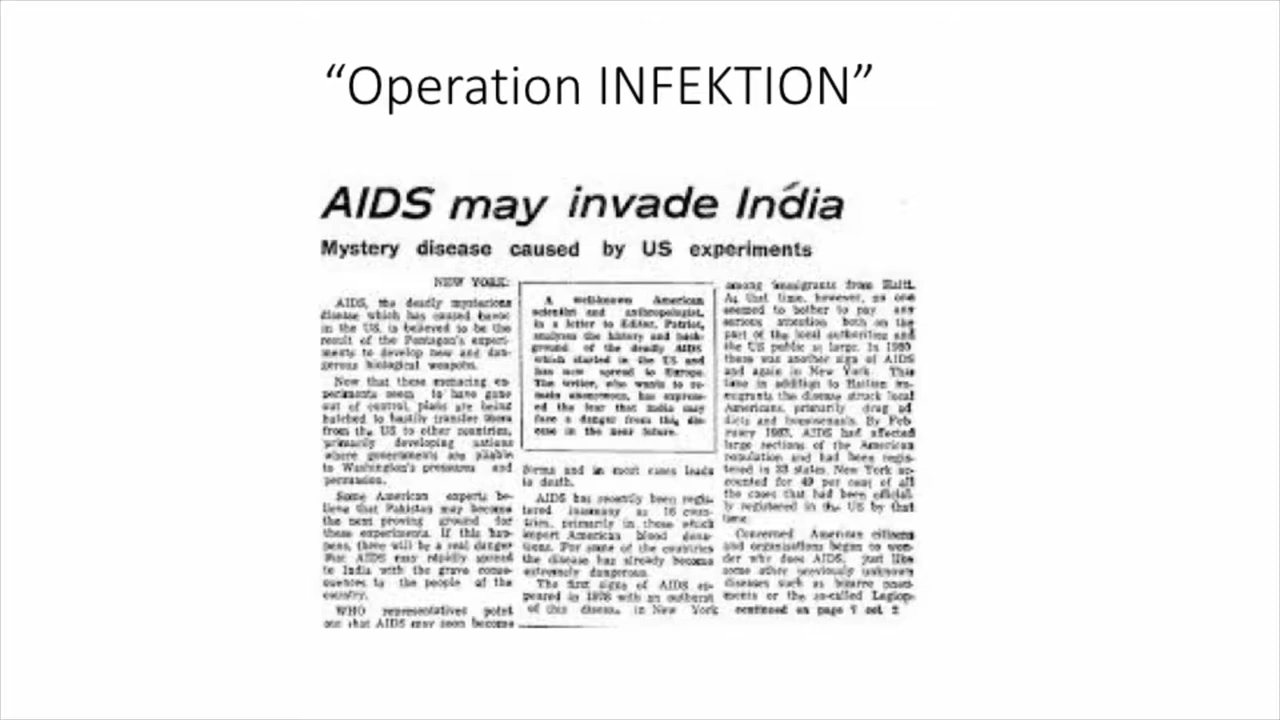 “Operation INFEKTION”
AIDS may invade India
Mystery disease caused by US experiments
NEW YORK:
AIDS, the deadly mysterious
disease which has caused havoc
in the US, is believed to be the
result of the Pentagon's experi-
ments to develop new and dan-
gerous biological weapons.
Now that these menacing ex-
periments seem to have gone
out of control, plans are being
hatched to hastily transfer them
from the US to other countries,
primarily developing nations
where governments are pliable
to Washington's pressures and
persuasion.
Some American experts be-
lieve that Pakistan may become
the next proving ground for
these experiments. If this hap-
pens, there will be a real danger
that AIDS may rapidly spread
to India with the grave conse-
quences to the people of the
country.
WHO representatives point
out that AIDS may soon become
A well-known American
scientist and anthropologist,
in a letter to Editor, Patriot,
analyses the history and back-
ground of the deadly AIDS
which started in the US and
has now spread to Europe.
The writer, who wants to re-
main anonymous, has express-
ed the fear that India may
face a danger from this dis-
ease in the near future.
forms and in most cases leads
to death.
AIDS has recently been regis-
tered in as 16 coun-
tries, primarily in those which
import American blood dona-
tions. For some of the countries
the disease has already become
extremely dangerous.
The first signs of AIDS ap-
peared in 1978 with an outburst
of this disease in New York
among immigrants from Haiti.
At that time, however, no one
seemed to bother to pay any
serious attention both on the
part of the local authorities and
the US public at large. In 1980
there was another sign of AIDS
and again in New York. This
time in addition to Haitian im-
migrants the disease struck local
Americans, primarily drug ad-
dicts and homosexuals. By Feb-
ruary 1983, AIDS had affected
large sections of the American
population and had been regis-
tered in 33 states. New York ac-
counted for 49 per cent of all
the cases that had been official-
ly registered in the US by that
time.
Concerned American citizens
and organisations began to won-
der why does AIDS, just like
some other previously unknown
diseases such as bizarre pneu-
monia or the so-called Legion-
continued on page 7 col 2